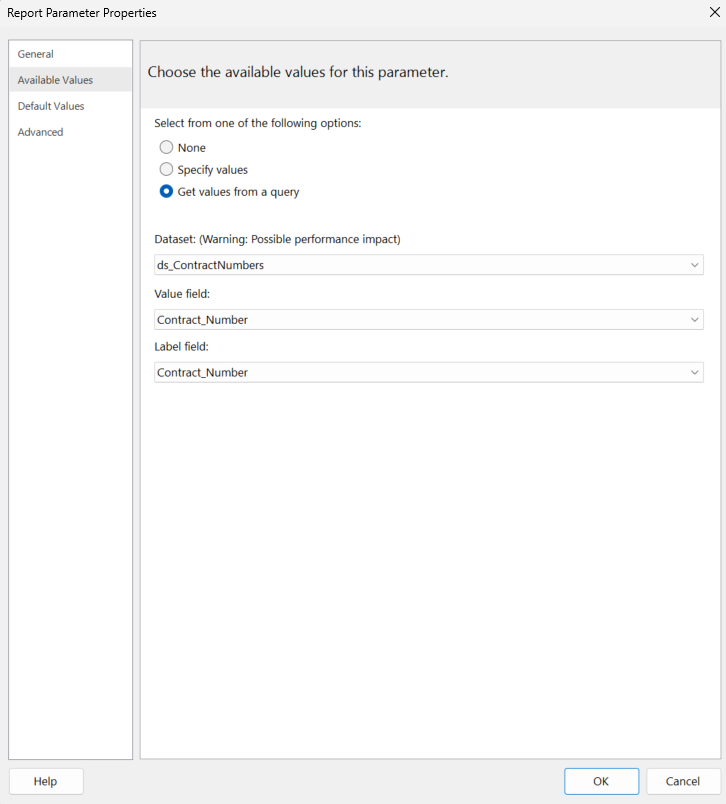 Report Parameter Properties
General
Available Values
Default Values
Advanced
Choose the available values for this parameter.
Select from one of the following options:
None
Specify values
Get values from a query
Dataset: (Warning: Possible performance impact)
ds_ContractNumbers
Value field:
Contract_Number
Label field:
Contract_Number
Help
OK
Cancel